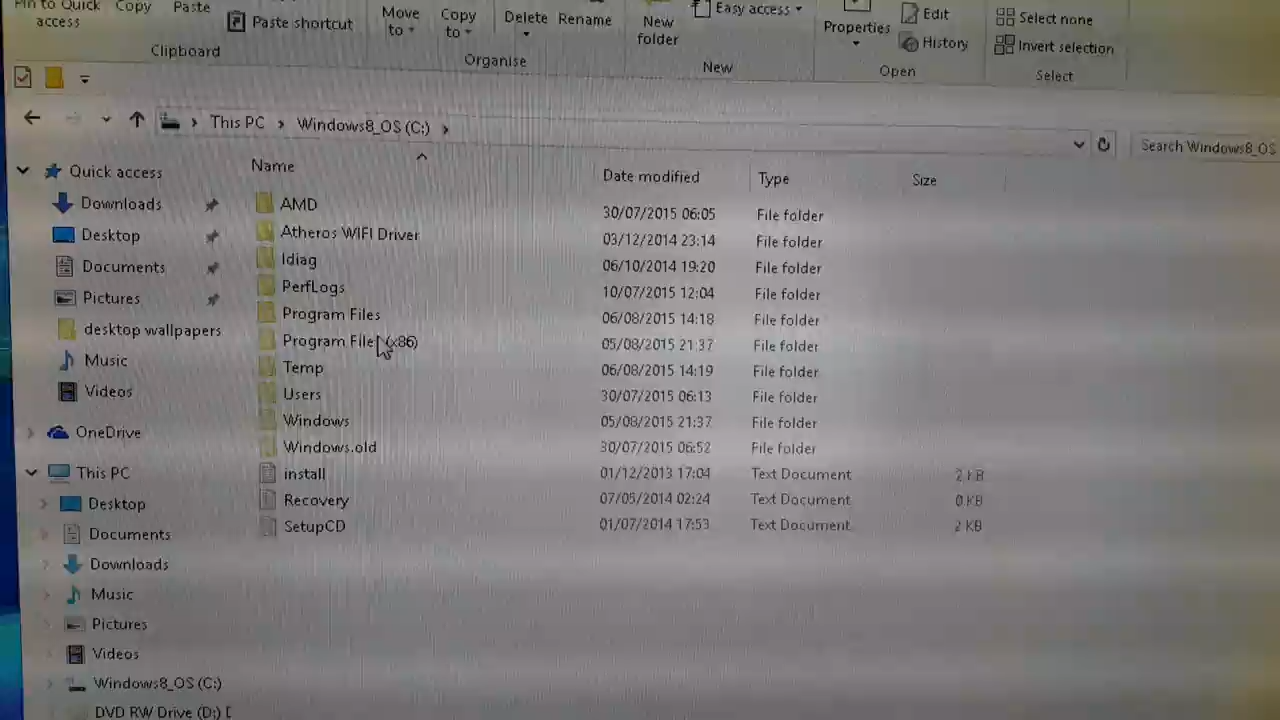 Pin to Quick access
Copy
Paste
Paste shortcut
Clipboard
Move to
Copy to
Delete
Rename
Organise
New folder
Easy access
New
Properties
Edit
History
Open
Select none
Invert selection
Select
This PC > Windows8_OS (C:) >
Search Windows8_OS
Name Date modified Type Size
AMD 30/07/2015 06:05 File folder
Atheros WIFI Driver 03/12/2014 23:14 File folder
ldiag 06/10/2014 19:20 File folder
PerfLogs 10/07/2015 12:04 File folder
Program Files 06/08/2015 14:18 File folder
Program Files (x86) 05/08/2015 21:37 File folder
Temp 06/08/2015 14:19 File folder
Users 30/07/2015 06:13 File folder
Windows 05/08/2015 21:37 File folder
Windows.old 30/07/2015 06:52 File folder
install 01/12/2013 17:04 Text Document 2 KB
Recovery 07/05/2014 02:24 Text Document 0 KB
SetupCD 01/07/2014 17:53 Text Document 2 KB
Quick access
Downloads
Desktop
Documents
Pictures
desktop wallpapers
Music
Videos
OneDrive
This PC
Desktop
Documents
Downloads
Music
Pictures
Videos
Windows8_OS (C:)
DVD RW Drive (D:) [